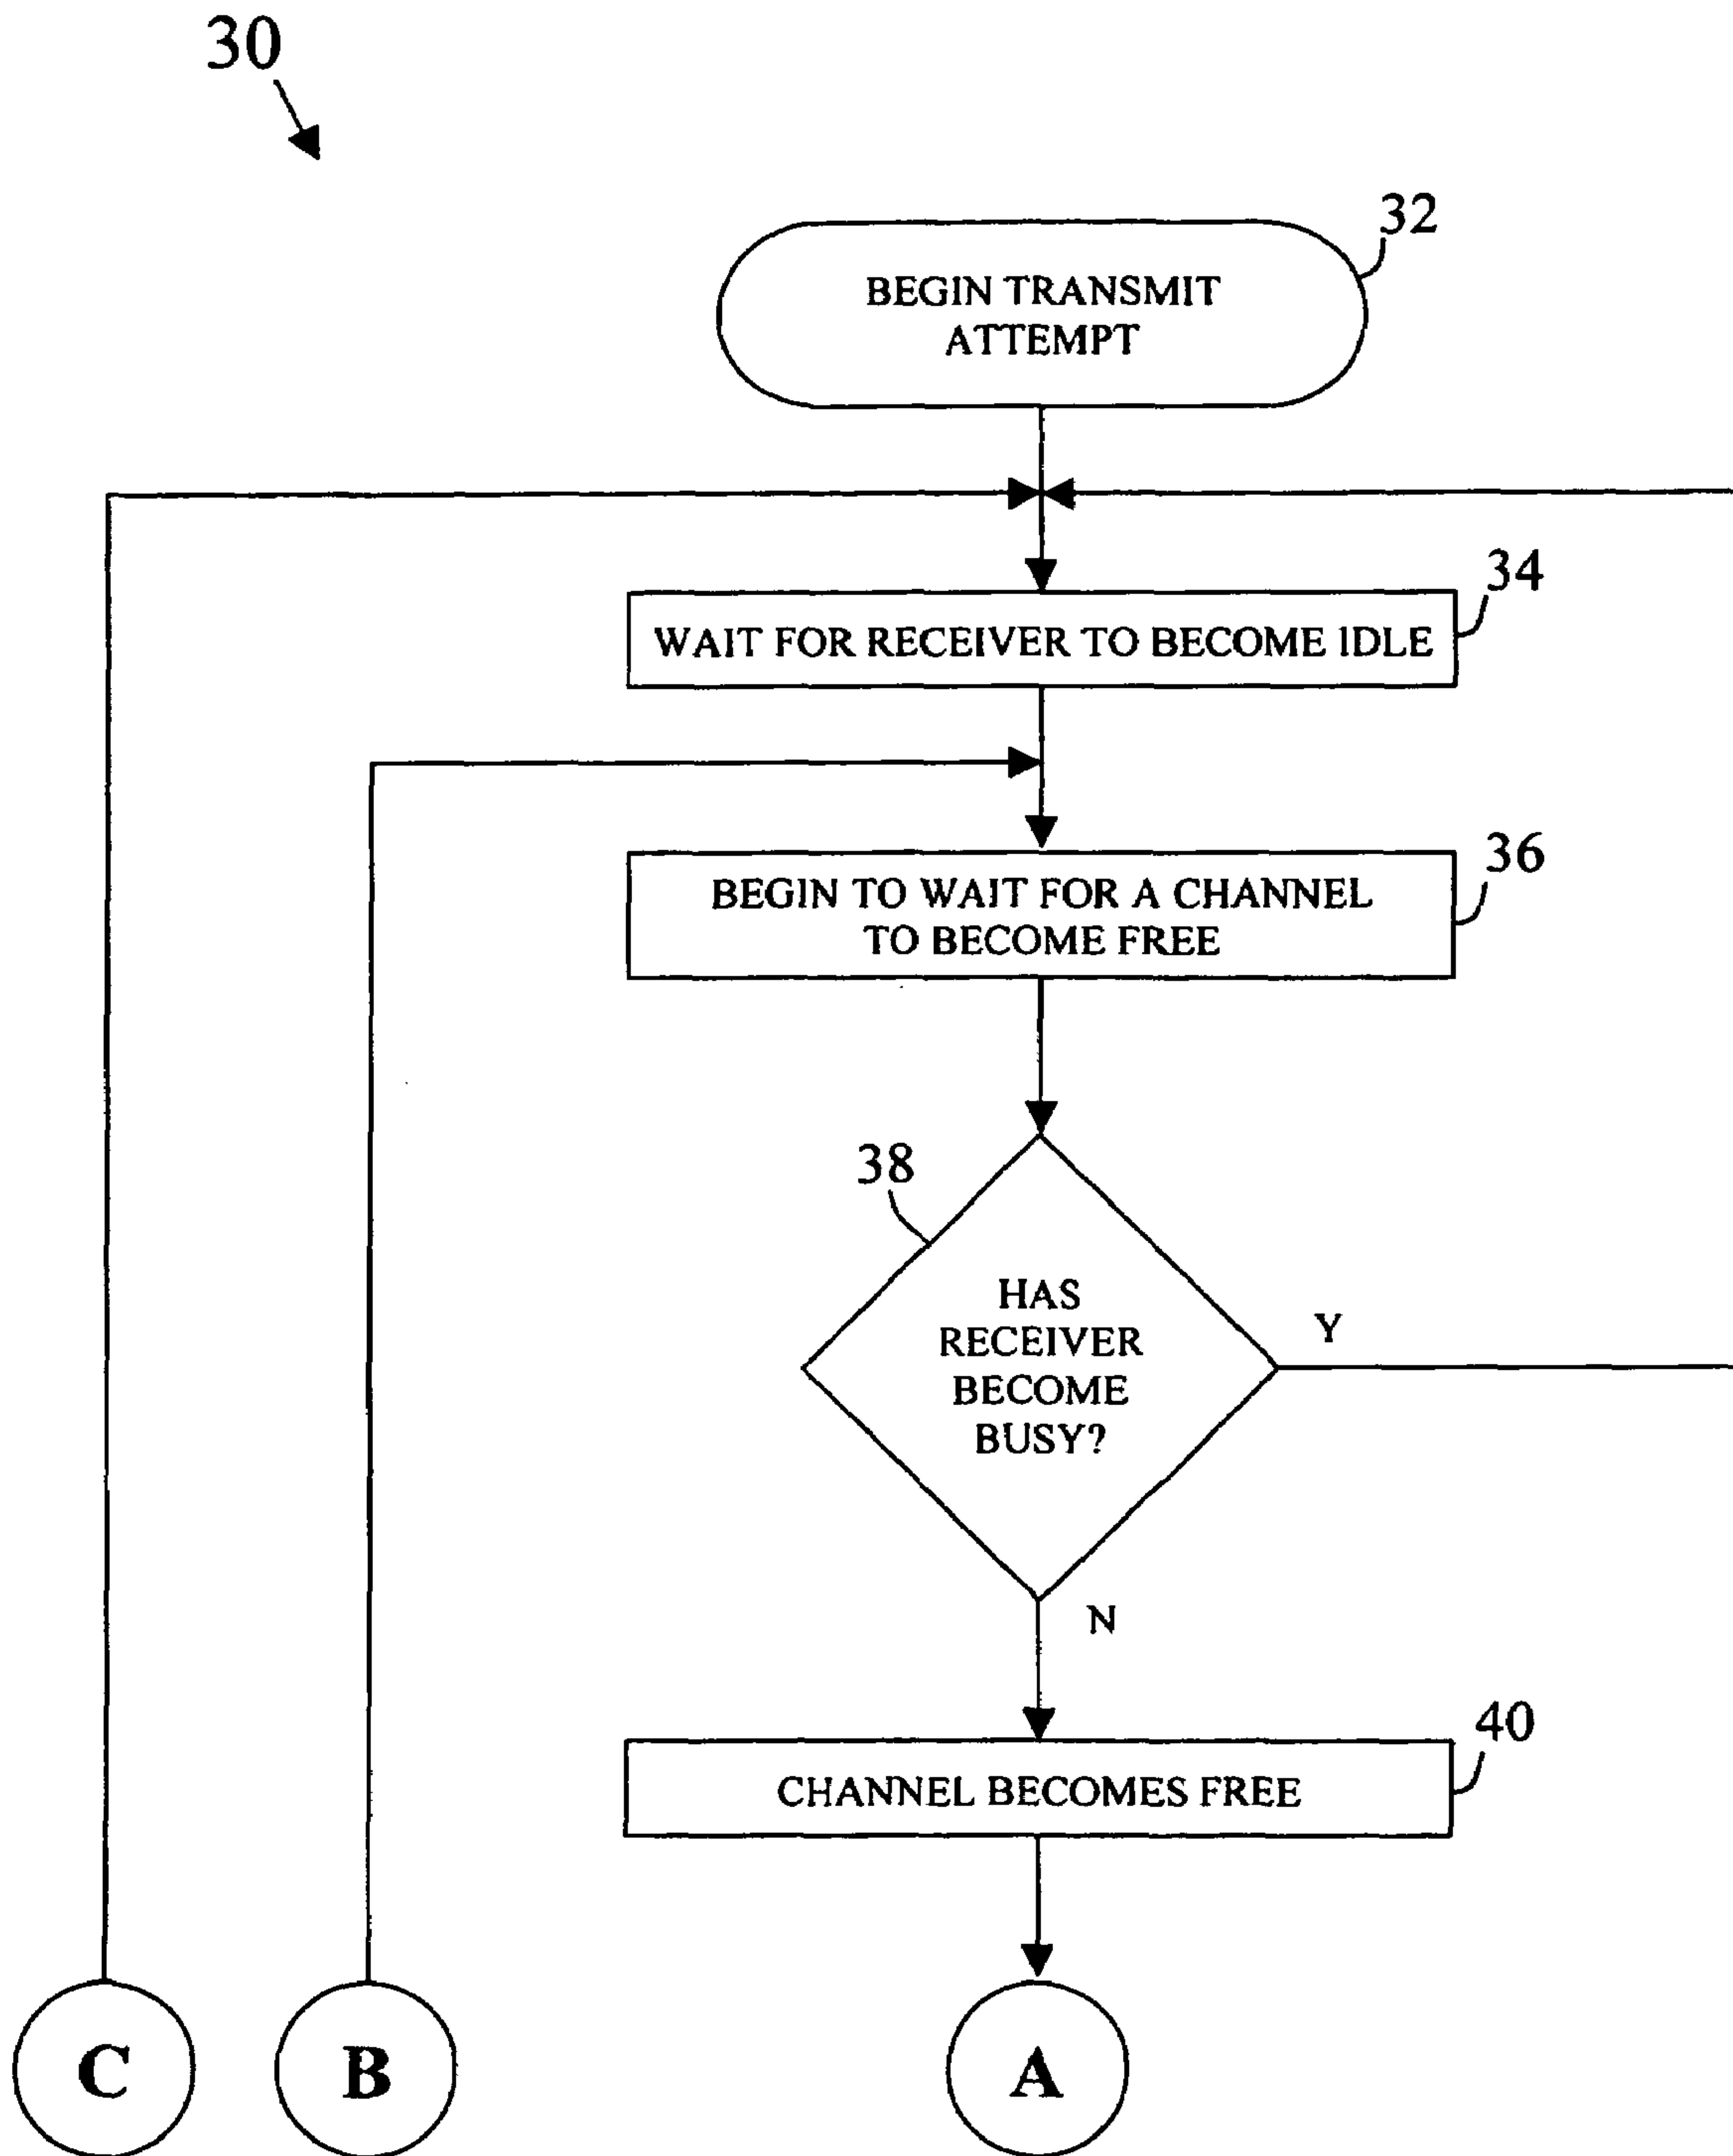 30
32
BEGIN TRANSMIT
ATTEMPT
34
WAIT FOR RECEIVER TO BECOME IDLE
36
BEGIN TO WAIT FOR A CHANNEL
TO BECOME FREE
38
HAS
RECEIVER
BECOME
BUSY?
Y
N
40
CHANNEL BECOMES FREE
C
B
A